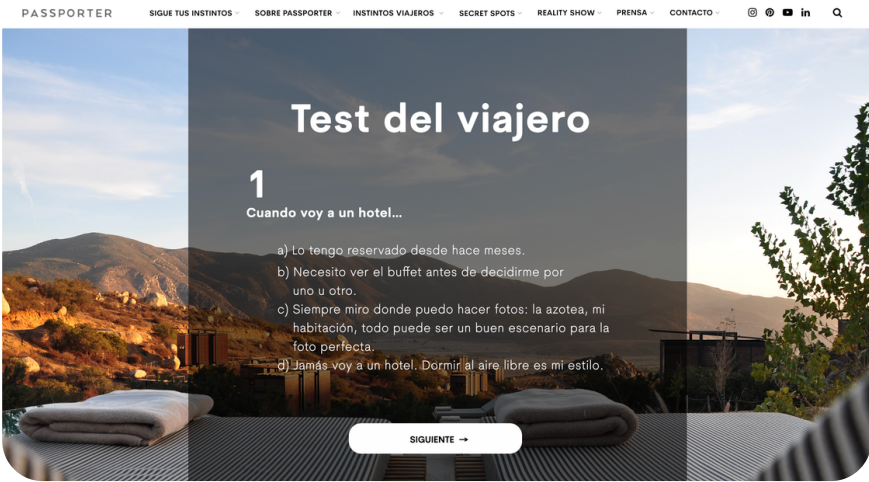 PASSPORTER
SIGUE TUS INSTINTOS
SOBRE PASSPORTER
INSTINTOS VIAJEROS
SECRET SPOTS
REALITY SHOW
PRENSA
CONTACTO
Test del viajero
1
Cuando voy a un hotel...
a) Lo tengo reservado desde hace meses.
b) Necesito ver el buffet antes de decidirme por
uno u otro.
c) Siempre miro donde puedo hacer fotos: la azotea, mi
habitación, todo puede ser un buen escenario para la
foto perfecta.
d) Jamás voy a un hotel. Dormir al aire libre es mi estilo.
SIGUIENTE →